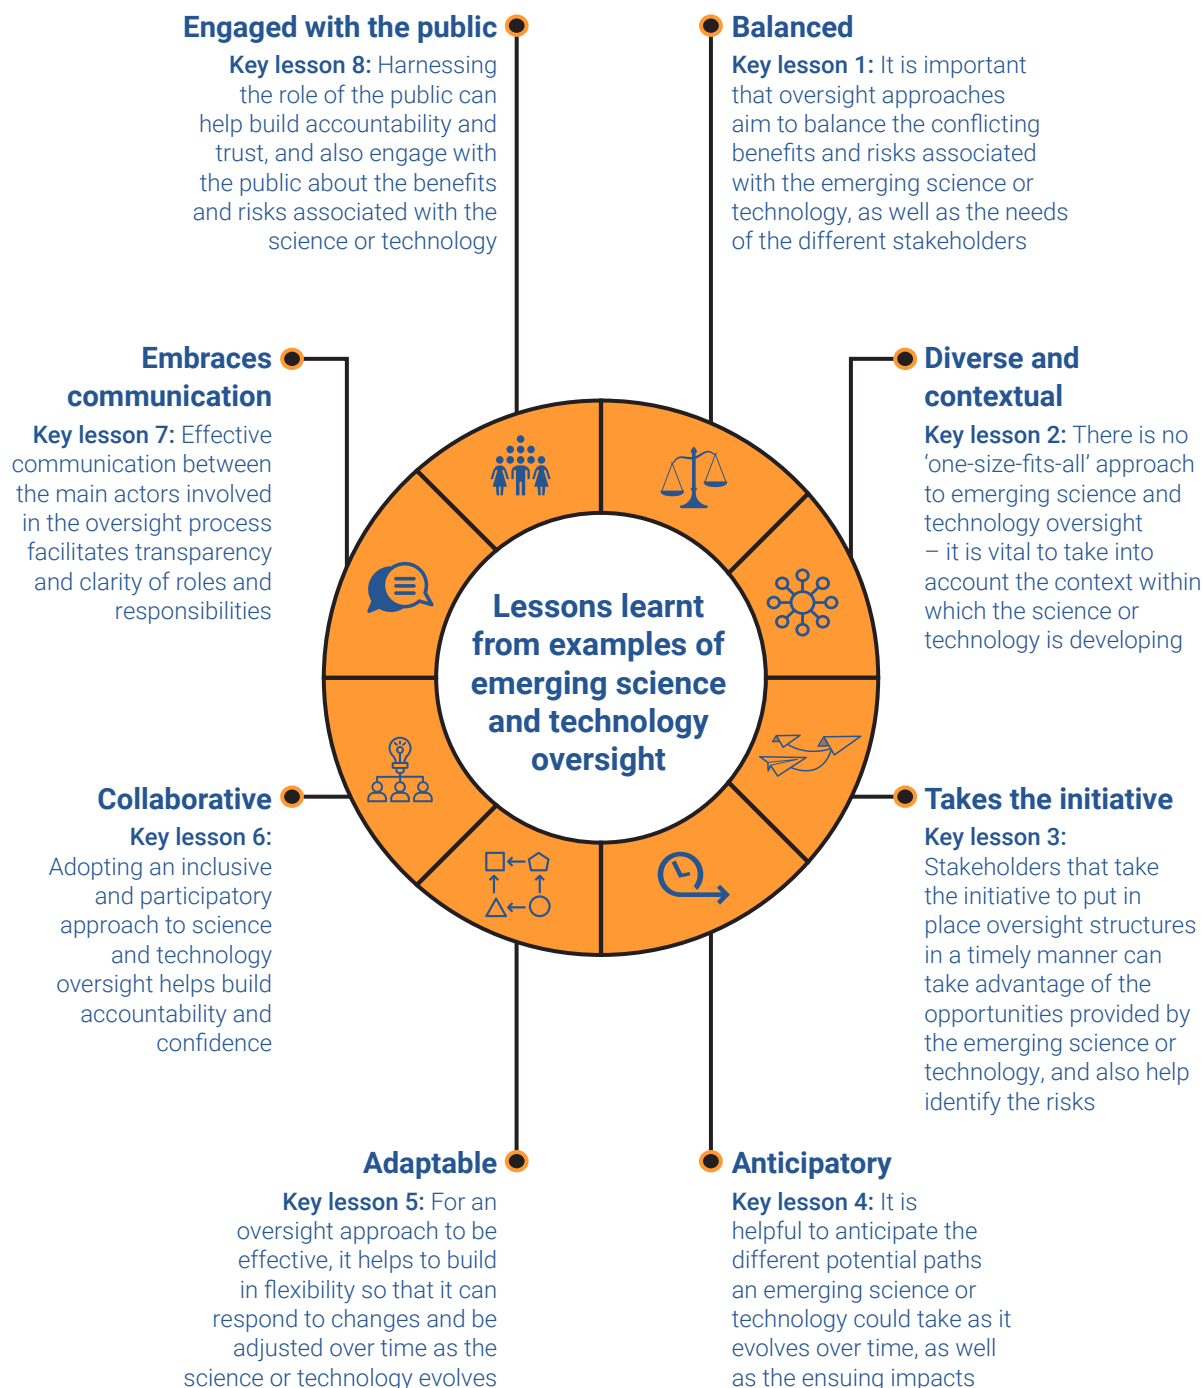 Engaged with the public
Key lesson 8: Harnessing
the role of the public can
help build accountability and
trust, and also engage with
the public about the benefits
and risks associated with the
science or technology
Balanced
Key lesson 1: It is important
that oversight approaches
aim to balance the conflicting
benefits and risks associated
with the emerging science or
technology, as well as the needs
of the different stakeholders
Embraces
communication
Key lesson 7: Effective
communication between
the main actors involved
in the oversight process
facilitates transparency
and clarity of roles and
responsibilities
Diverse and
contextual
Key lesson 2: There is no
‘one-size-fits-all’ approach
to emerging science and
technology oversight
– it is vital to take into
account the context within
which the science or
technology is developing
Lessons learnt
from examples of
emerging science
and technology
oversight
Collaborative
Key lesson 6:
Adopting an inclusive
and participatory
approach to science
and technology
oversight helps build
accountability and
confidence
Takes the initiative
Key lesson 3:
Stakeholders that take
the initiative to put in
place oversight structures
in a timely manner can
take advantage of the
opportunities provided by
the emerging science or
technology, and also help
identify the risks
Adaptable
Key lesson 5: For an
oversight approach to be
effective, it helps to build
in flexibility so that it can
respond to changes and be
adjusted over time as the
science or technology evolves
Anticipatory
Key lesson 4: It is
helpful to anticipate the
different potential paths
an emerging science or
technology could take as it
evolves over time, as well
as the ensuing impacts